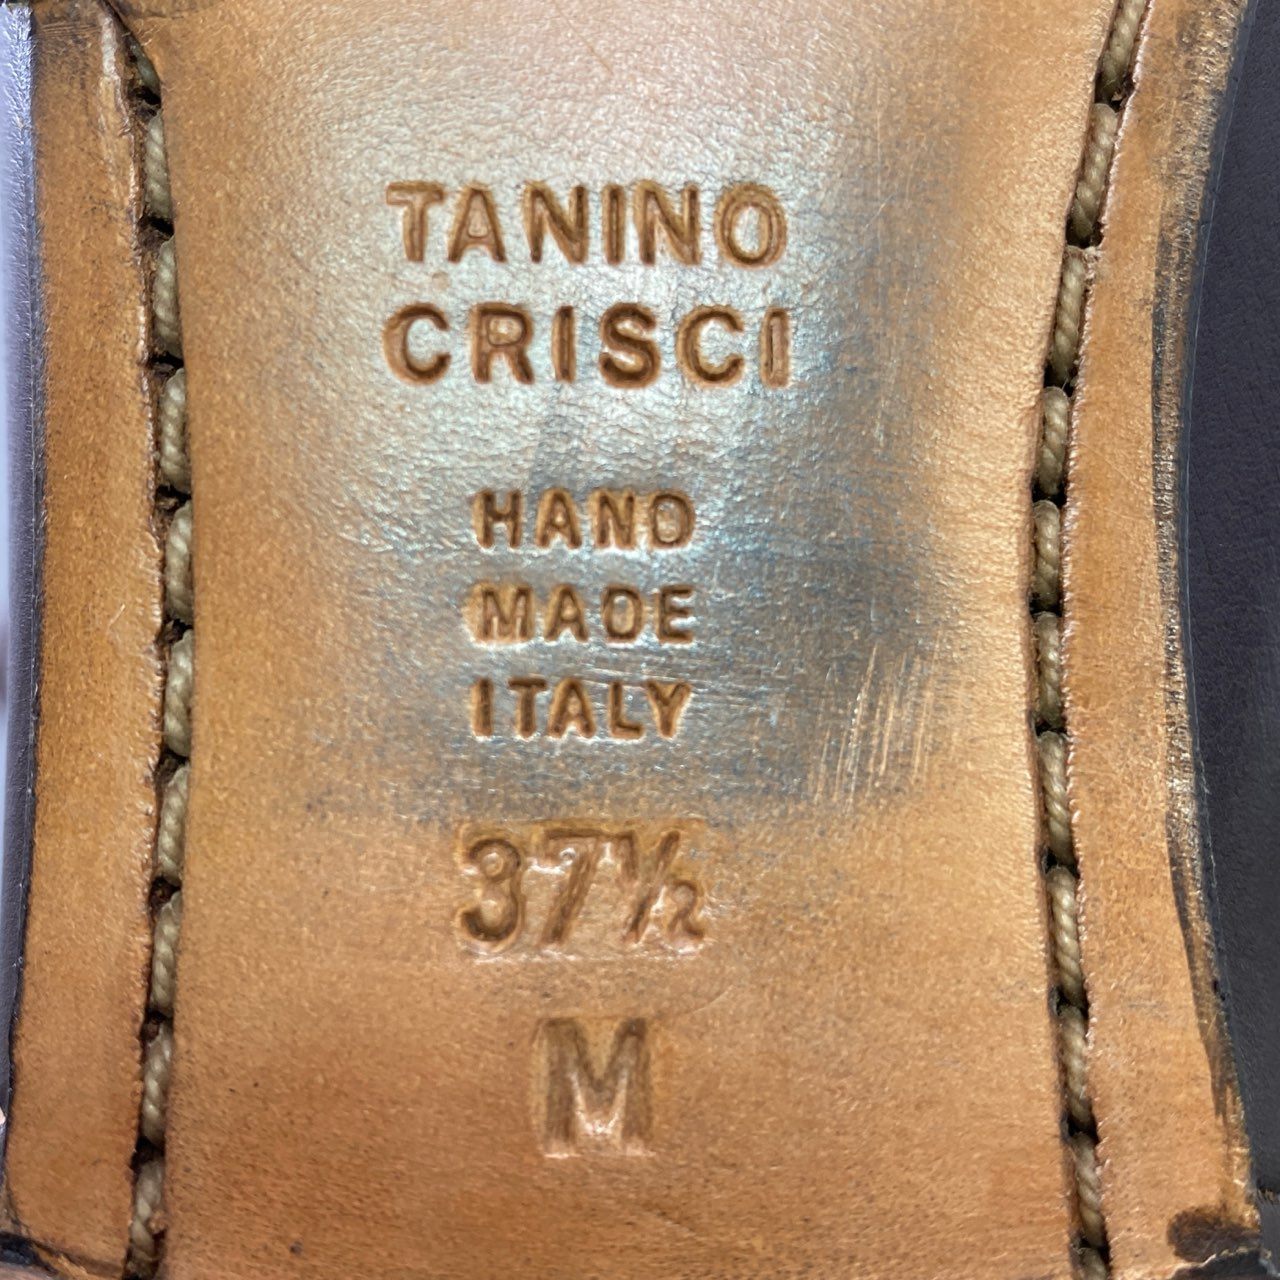 TANINO
CRISCI
HAND
MADE
ITALY
37½
M